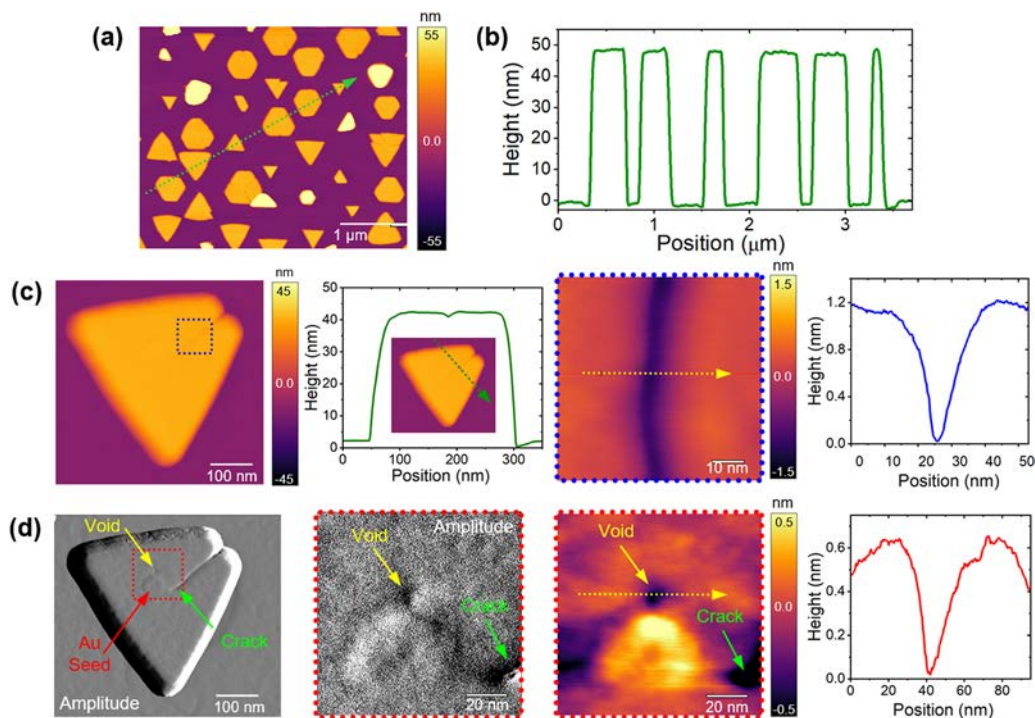 (a)
nm
55
0.0
-55
1 μm
(b)
Height (nm)
50
40
30
20
10
0
0 1 2 3
Position (μm)
(c)
nm
45
0.0
-45
100 nm
Height (nm)
50
40
30
20
10
0
0 100 200 300
Position (nm)
nm
1.5
0.0
-1.5
10 nm
Height (nm)
1.2
0.8
0.4
0.0
0 10 20 30 40 50
Position (nm)
(d)
Void
Au
Seed
Crack
Amplitude
100 nm
Amplitude
Void
Crack
20 nm
Void
Crack
20 nm
nm
0.5
0.0
-0.5
Height (nm)
0.6
0.4
0.2
0.0
0 20 40 60 80
Position (nm)